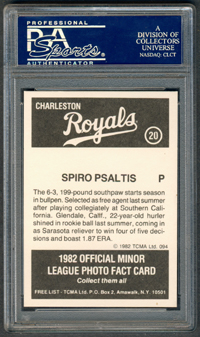 PROFESSIONAL
PSA
Sports
AUTHENTICATOR
A
DIVISION OF
COLLECTORS
UNIVERSE
NASDAQ: CLCT
CHARLESTON
Royals
20
SPIRO PSALTIS P
The 6-3, 199-pound southpaw starts season
in bullpen. Selected as free agent last summer
after playing collegiately at Southern Califor-
nia. Glendale, Calif., 22-year-old hurler
shined in rookie ball last summer, coming on
as Sarasota reliever to win four of five deci-
sions and boast 1.87 ERA.
© 1982 TCMA Ltd. 094
1982 OFFICIAL MINOR
LEAGUE PHOTO FACT CARD
Collect them all
FREE LIST - TCMA P.O. Box 2, Amawalk, N.Y. 10501